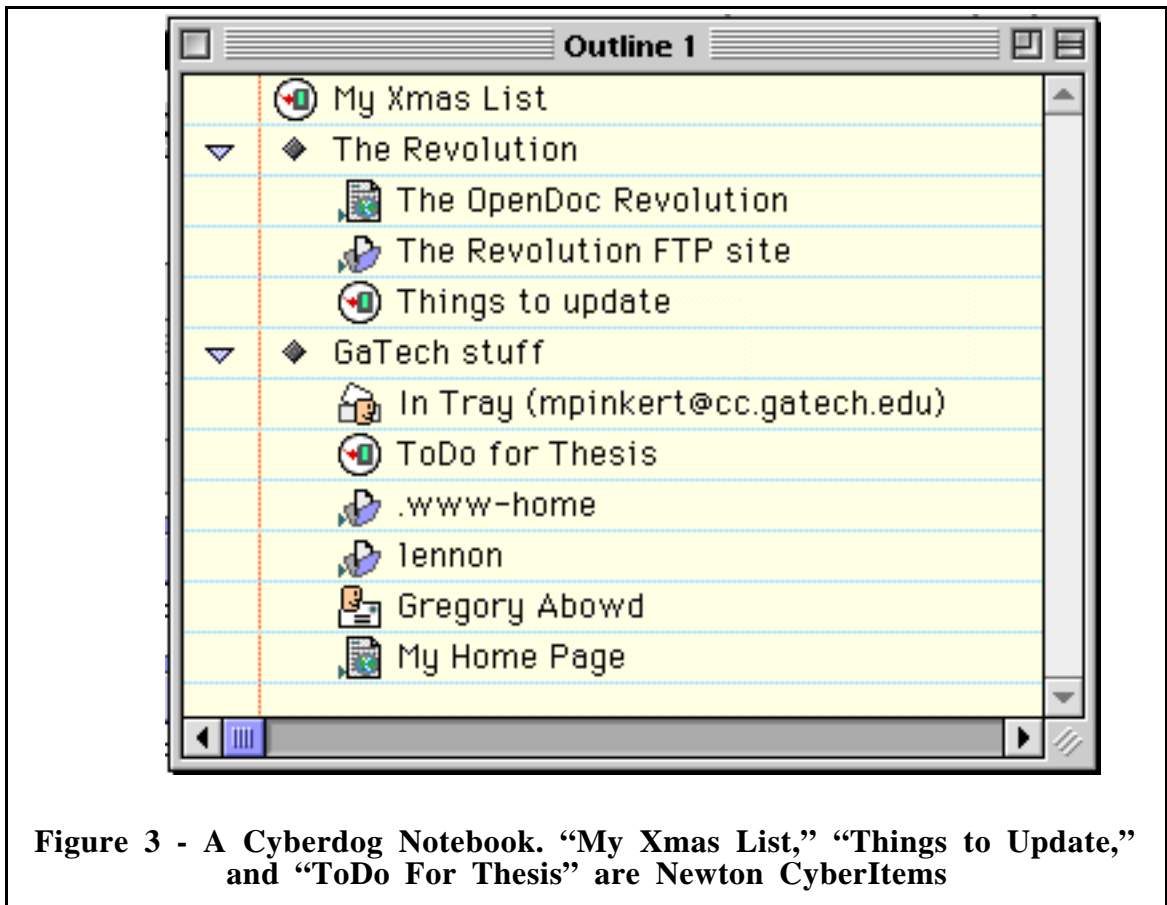 Outline 1
My Xmas List
The Revolution
The OpenDoc Revolution
The Revolution FTP site
Things to update
GaTech stuff
In Tray (mpinkert@cc.gatech.edu)
ToDo for Thesis
.www-home
lennon
Gregory Abowd
My Home Page
Figure 3 - A Cyberdog Notebook. “My Xmas List,” “Things to Update,”
and “ToDo For Thesis” are Newton CyberItems